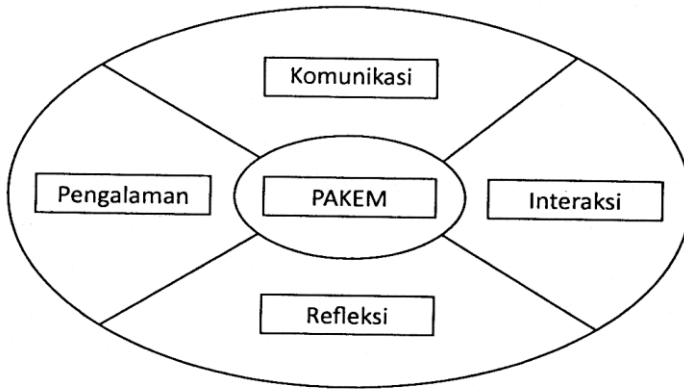 Komunikasi
Pengalaman
PAKEM
Interaksi
Refleksi